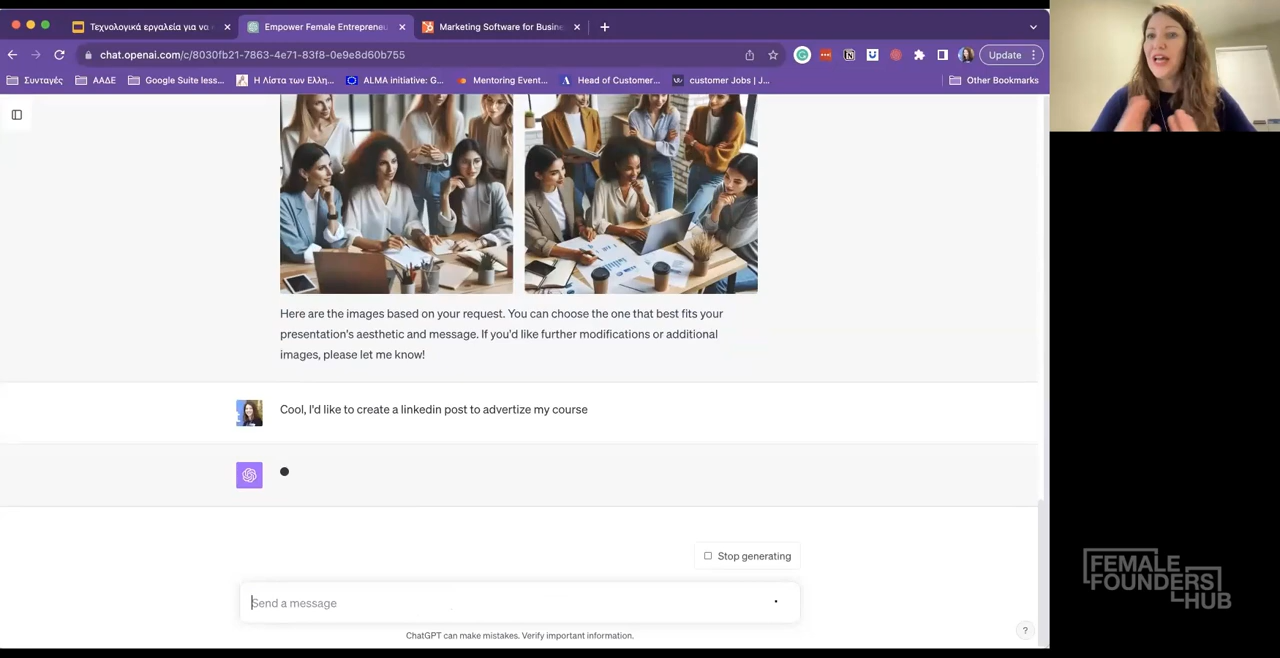 Τεχνολογικά εργαλεία για να
Empower Female Entrepreneu
Marketing Software for Busine
chat.openai.com/c/8030fb21-7863-4e71-83f8-0e9e8d60b755
Update
Συνταγές
ΑΑΔΕ
Google Suite less...
Η Λίστα των Ελλη...
ALMA initiative: G...
Mentoring Event...
Head of Customer...
customer Jobs | J...
Other Bookmarks
Here are the images based on your request. You can choose the one that best fits your
presentation's aesthetic and message. If you'd like further modifications or additional
images, please let me know!
Cool, I'd like to create a linkedin post to advertize my course
Stop generating
Send a message
ChatGPT can make mistakes. Verify important information.
?
FEMALE
FOUNDERS
HUB